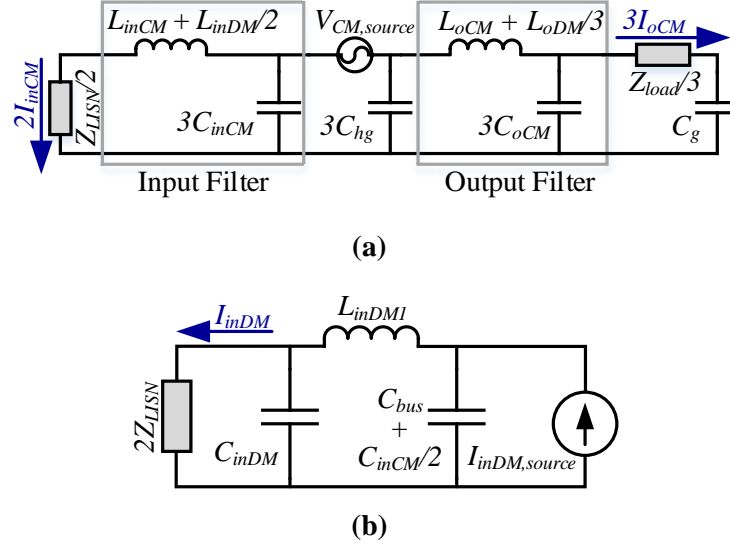 L_inCM + L_inDM/2
V_CM,source
L_oCM + L_oDM/3
3I_oCM
2I_inCM
Z_LISN/2
3C_inCM
3C_hg
3C_oCM
Z_load/3
C_g
Input Filter
Output Filter
(a)
I_inDM
L_inDM1
2Z_LISN
C_inDM
C_bus
+
C_inCM/2
I_inDM,source
(b)